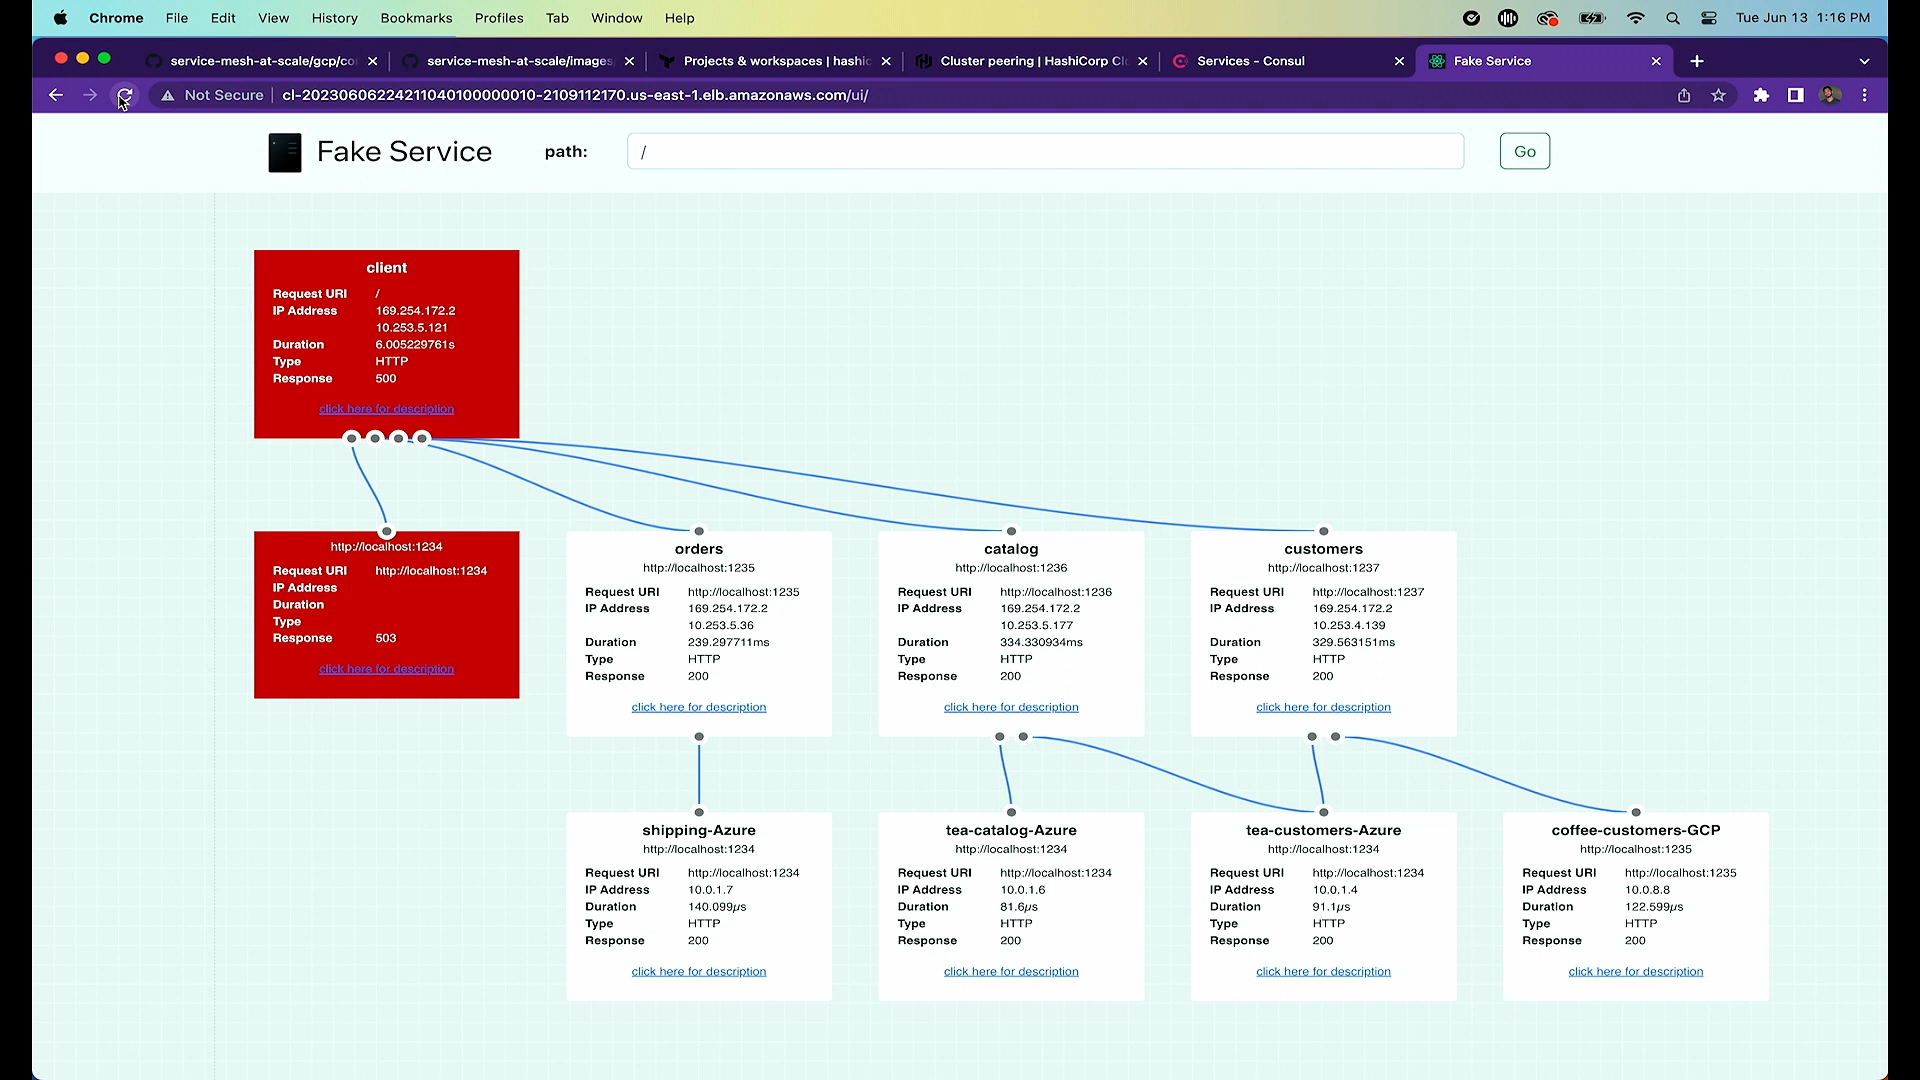 Chrome File Edit View History Bookmarks Profiles Tab Window Help
Tue Jun 13 1:16 PM
service-mesh-at-scale/gcp/co
service-mesh-at-scale/images
Projects & workspaces | hashic
Cluster peering | HashiCorp Cl
Services - Consul
Fake Service
Not Secure
cl-20230606224211040100000010-2109112170.us-east-1.elb.amazonaws.com/ui/
Fake Service
path:
/
Go
client
Request URI /
IP Address 169.254.172.2
10.253.5.121
Duration 6.005229761s
Type HTTP
Response 500
click here for description
http://localhost:1234
Request URI http://localhost:1234
IP Address
Duration
Type
Response 503
click here for description
orders
http://localhost:1235
Request URI http://localhost:1235
IP Address 169.254.172.2
10.253.5.36
Duration 239.297711ms
Type HTTP
Response 200
click here for description
catalog
http://localhost:1236
Request URI http://localhost:1236
IP Address 169.254.172.2
10.253.5.177
Duration 334.330934ms
Type HTTP
Response 200
click here for description
customers
http://localhost:1237
Request URI http://localhost:1237
IP Address 169.254.172.2
10.253.4.139
Duration 329.563151ms
Type HTTP
Response 200
click here for description
shipping-Azure
http://localhost:1234
Request URI http://localhost:1234
IP Address 10.0.1.7
Duration 140.099µs
Type HTTP
Response 200
click here for description
tea-catalog-Azure
http://localhost:1234
Request URI http://localhost:1234
IP Address 10.0.1.6
Duration 81.6µs
Type HTTP
Response 200
click here for description
tea-customers-Azure
http://localhost:1234
Request URI http://localhost:1234
IP Address 10.0.1.4
Duration 91.1µs
Type HTTP
Response 200
click here for description
coffee-customers-GCP
http://localhost:1235
Request URI http://localhost:1235
IP Address 10.0.8.8
Duration 122.599µs
Type HTTP
Response 200
click here for description